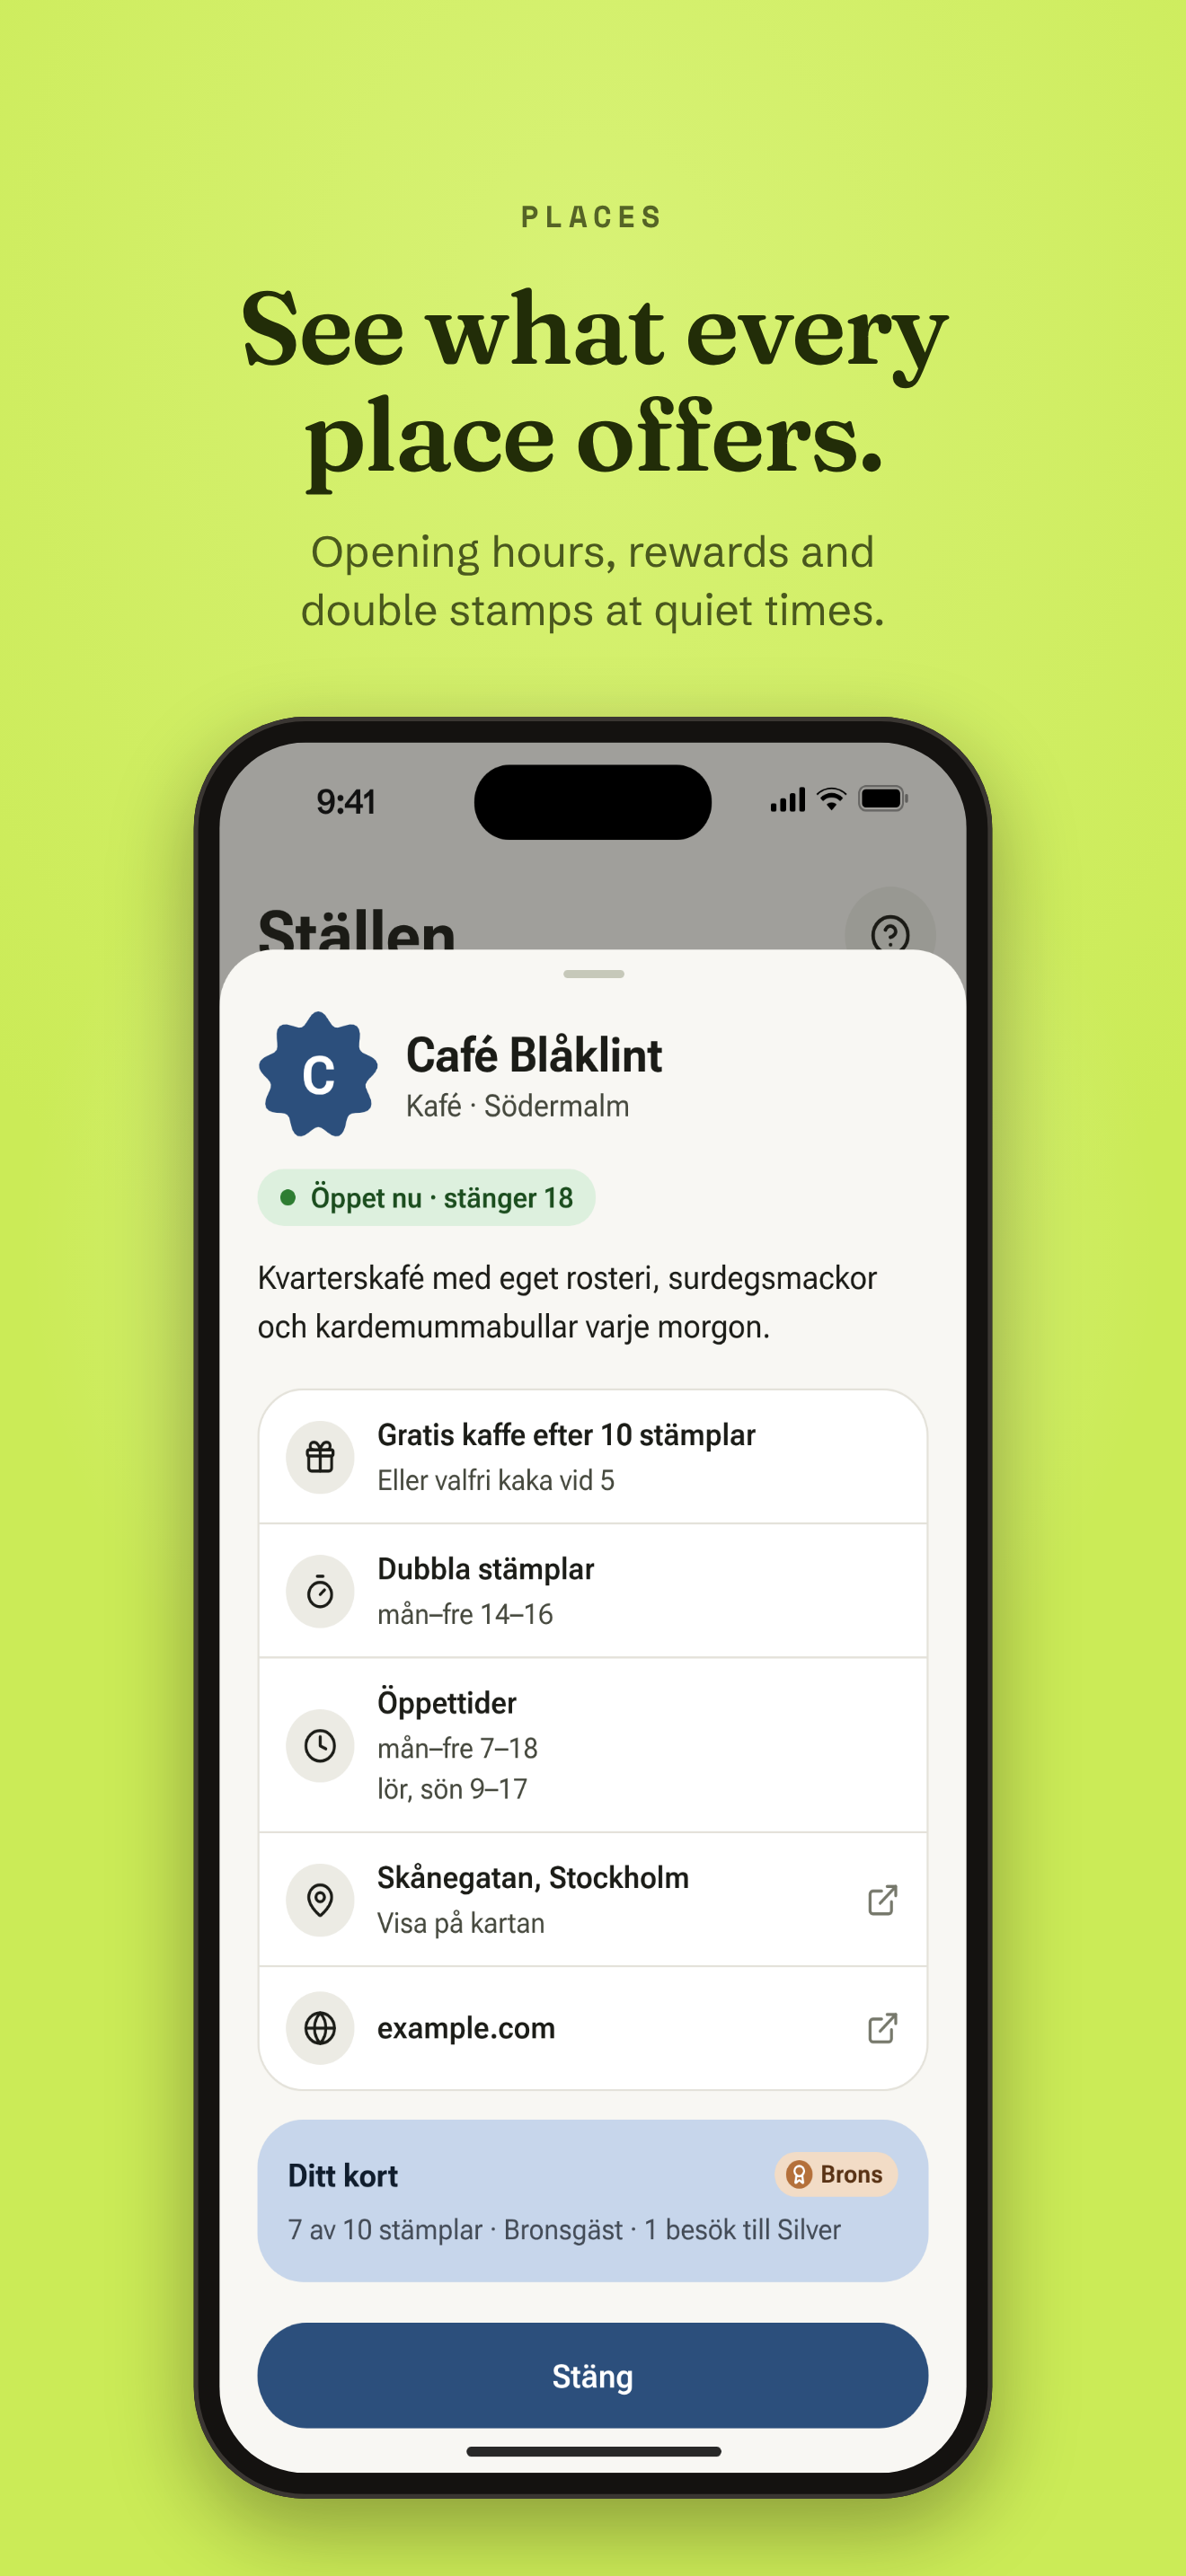 PLACES
See what every
place offers.
Opening hours, rewards and
double stamps at quiet times.
9:41
Ställen
C
Café Blåklint
Kafé · Södermalm
Öppet nu · stänger 18
Kvarterskafé med eget rosteri, surdegsmackor
och kardemummabullar varje morgon.
Gratis kaffe efter 10 stämplar
Eller valfri kaka vid 5
Dubbla stämplar
mån–fre 14–16
Öppettider
mån–fre 7–18
lör, sön 9–17
Skånegatan, Stockholm
Visa på kartan
example.com
Ditt kort
Brons
7 av 10 stämplar · Bronsgäst · 1 besök till Silver
Stäng